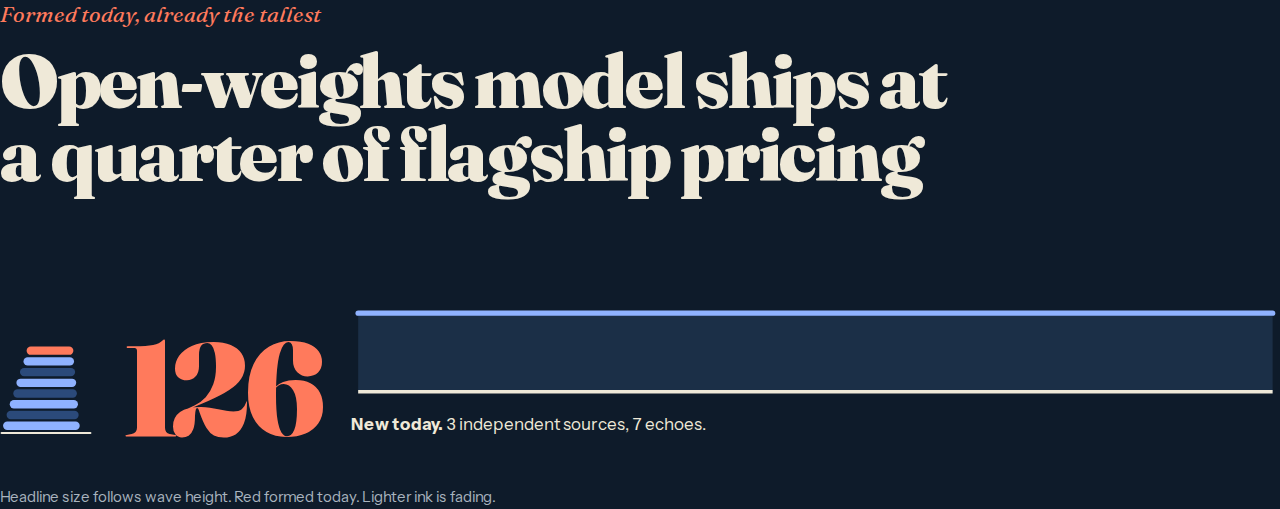 Formed today, already the tallest
Open-weights model ships at
a quarter of flagship pricing
126
New today. 3 independent sources, 7 echoes.
Headline size follows wave height. Red formed today. Lighter ink is fading.